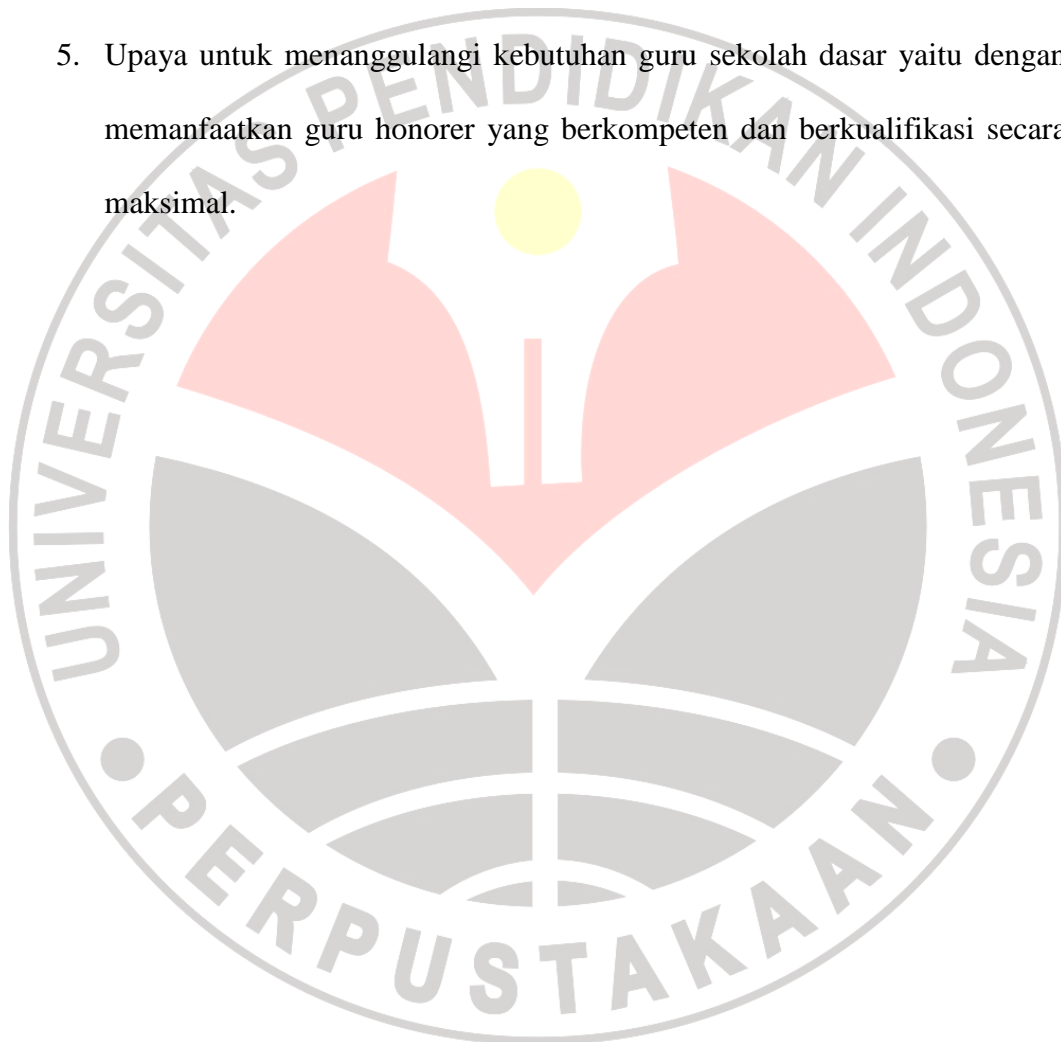 5. Upaya untuk menanggulangi kebutuhan guru sekolah dasar yaitu dengan
memanfaatkan guru honorer yang berkompeten dan berkualifikasi secara
maksimal.
UNIVERSITAS PENDIDIKAN INDONESIA
PERPUSTAKAAN